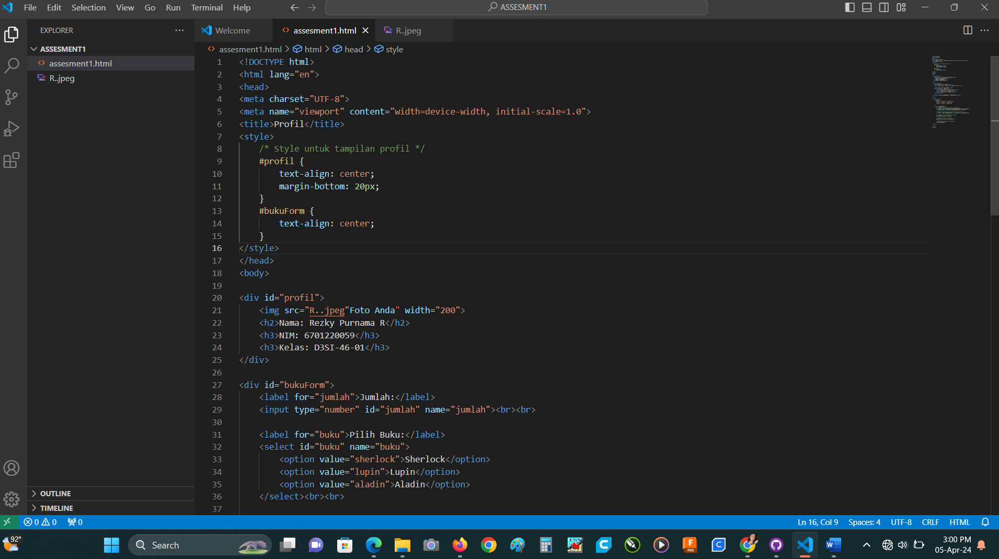 File Edit Selection View Go Run Terminal Help
ASSESMENT1
EXPLORER
ASSESMENT1
assesment1.html
R..jpeg
OUTLINE
TIMELINE
Welcome
assesment1.html
R..jpeg
assesment1.html > html > head > style
1 <!DOCTYPE html>
2 <html lang="en">
3 <head>
4 <meta charset="UTF-8">
5 <meta name="viewport" content="width=device-width, initial-scale=1.0">
6 <title>Profil</title>
7 <style>
8 /* Style untuk tampilan profil */
9 #profil {
10 text-align: center;
11 margin-bottom: 20px;
12 }
13 #bukuForm {
14 text-align: center;
15 }
16 </style>
17 </head>
18 <body>
19
20 <div id="profil">
21 <img src="R..jpeg"Foto Anda" width="200">
22 <h2>Nama: Rezky Purnama R</h2>
23 <h3>NIM: 6701220059</h3>
24 <h3>Kelas: D3SI-46-01</h3>
25 </div>
26
27 <div id="bukuForm">
28 <label for="jumlah">Jumlah:</label>
29 <input type="number" id="jumlah" name="jumlah"><br><br>
30
31 <label for="buku">Pilih Buku:</label>
32 <select id="buku" name="buku">
33 <option value="sherlock">Sherlock</option>
34 <option value="lupin">Lupin</option>
35 <option value="aladin">Aladin</option>
36 </select><br><br>
37
0 0 0
Ln 16, Col 9 Spaces: 4 UTF-8 CRLF HTML
92°
Search
3:00 PM
05-Apr-24